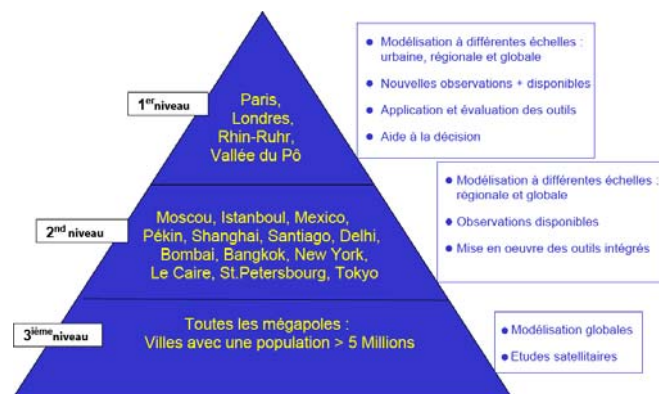 1er niveau
Paris,
Londres,
Rhin-Ruhr,
Vallée du Pô
● Modélisation à différentes échelles :
urbaine, régionale et globale
● Nouvelles observations + disponibles
● Application et évaluation des outils
● Aide à la décision
2nd niveau
Moscou, Istanboul, Mexico,
Pékin, Shanghai, Santiago, Delhi,
Bombai, Bangkok, New York,
Le Caire, St.Petersbourg, Tokyo
● Modélisation à différentes échelles :
régionale et globale
● Observations disponibles
● Mise en oeuvre des outils intégrés
3ième niveau
Toutes les mégapoles :
Villes avec une population > 5 Millions
● Modélisation globales
● Etudes satellitaires